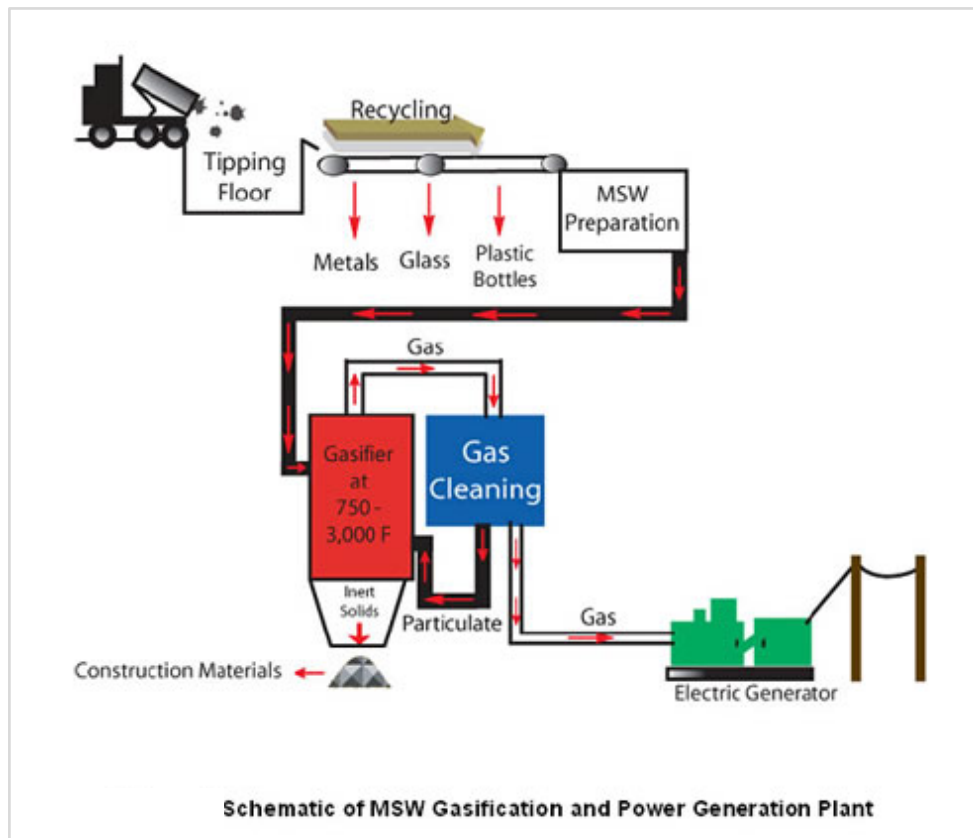 Recycling
Tipping
Floor
MSW
Preparation
Metals
Glass
Plastic
Bottles
Gas
Gasifier
at
750 -
3,000 F
Gas
Cleaning
Inert
Solids
Particulate
Gas
Construction Materials
Electric Generator
Schematic of MSW Gasification and Power Generation Plant